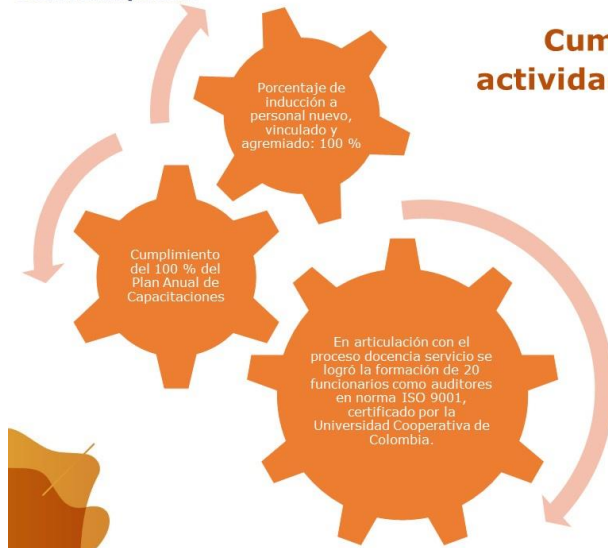 Cum
activida
Porcentaje de
inducción a
personal nuevo,
vinculado y
agremiado: 100 %
Cumplimiento
del 100 % del
Plan Anual de
Capacitaciones
En articulación con el
proceso docencia servicio se
logró la formación de 20
funcionarios como auditores
en norma ISO 9001,
certificado por la
Universidad Cooperativa de
Colombia.